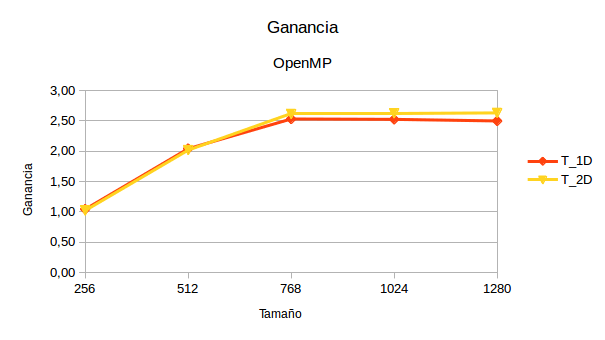 Ganancia
OpenMP
3,00
2,50
2,00
1,50
1,00
0,50
0,00
Ganancia
256 512 768 1024 1280
Tamaño
T_1D
T_2D